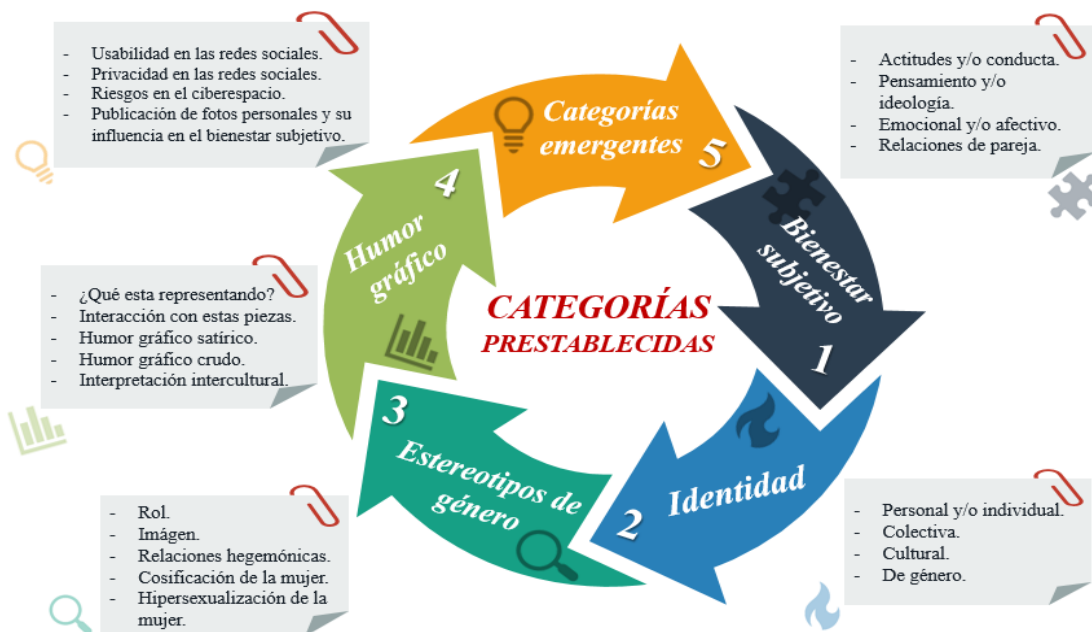 - Usabilidad en las redes sociales.
- Privacidad en las redes sociales.
- Riesgos en el ciberespacio.
- Publicación de fotos personales y su
influencia en el bienestar subjetivo.
- Actitudes y/o conducta.
- Pensamiento y/o
ideología.
- Emocional y/o afectivo.
- Relaciones de pareja.
Categorías
emergentes
5
4
Humor
gráfico
Bienestar
subjetivo
1
CATEGORÍAS
PRESTABLECIDAS
- ¿Qué esta representando?
- Interacción con estas piezas.
- Humor gráfico satírico.
- Humor gráfico crudo.
- Interpretación intercultural.
3
Estereotipos de
género
2
Identidad
- Rol.
- Imágen.
- Relaciones hegemónicas.
- Cosificación de la mujer.
- Hipersexualización de la
mujer.
- Personal y/o individual.
- Colectiva.
- Cultural.
- De género.